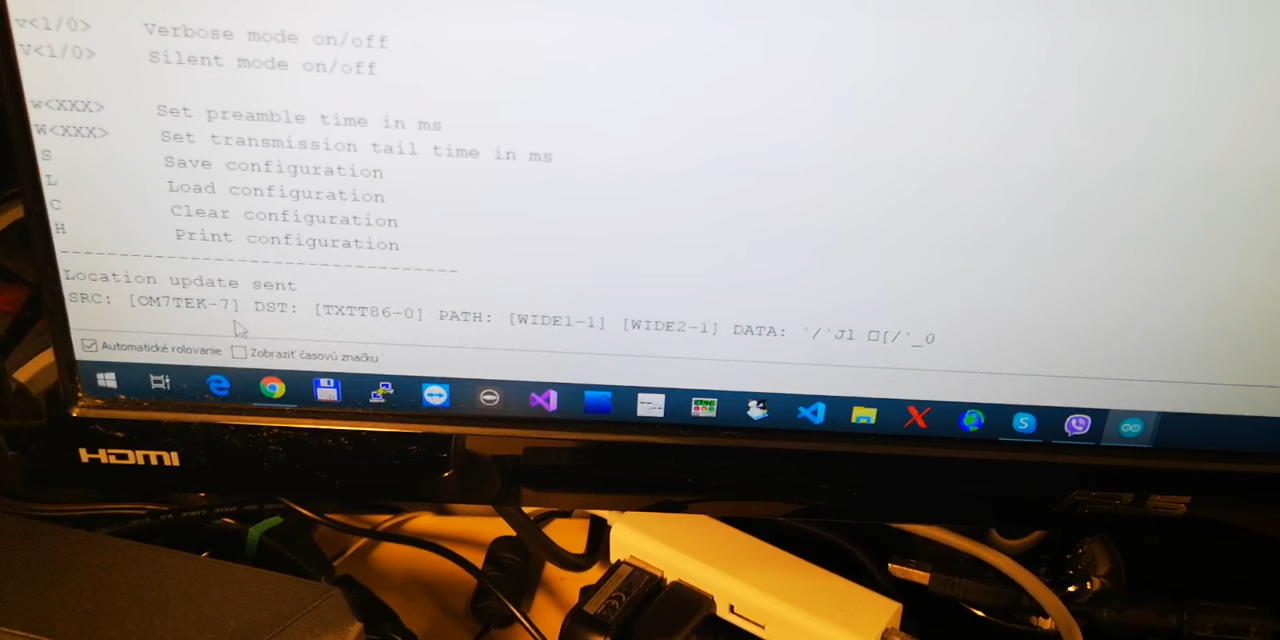 v<1/0> Verbose mode on/off
V<1/0> Silent mode on/off
w<XXX> Set preamble time in ms
W<XXX> Set transmission tail time in ms
S Save configuration
L Load configuration
C Clear configuration
H Print configuration
--------------------------------
Location update sent
SRC: [OM7TEK-7] DST: [TXTT86-0] PATH: [WIDE1-1] [WIDE2-1] DATA: `/`Jl □[/`_0
Automatické rolovanie Zobraziť časovú značku
HDMI